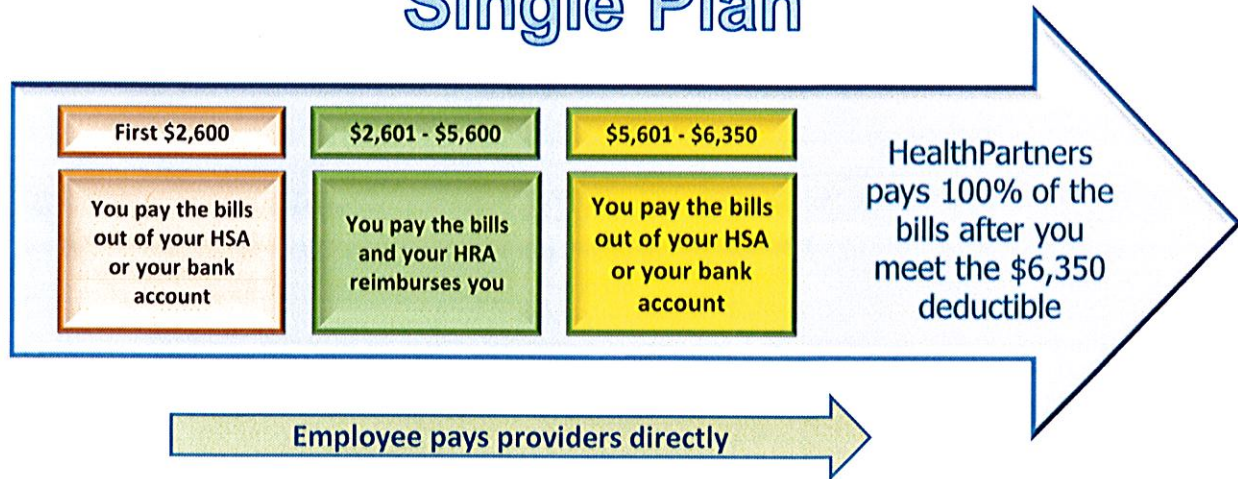 Single Plan
First $2,600
$2,601 - $5,600
$5,601 - $6,350
You pay the bills
out of your HSA
or your bank
account
You pay the bills
and your HRA
reimburses you
You pay the bills
out of your HSA
or your bank
account
HealthPartners
pays 100% of the
bills after you
meet the $6,350
deductible
Employee pays providers directly